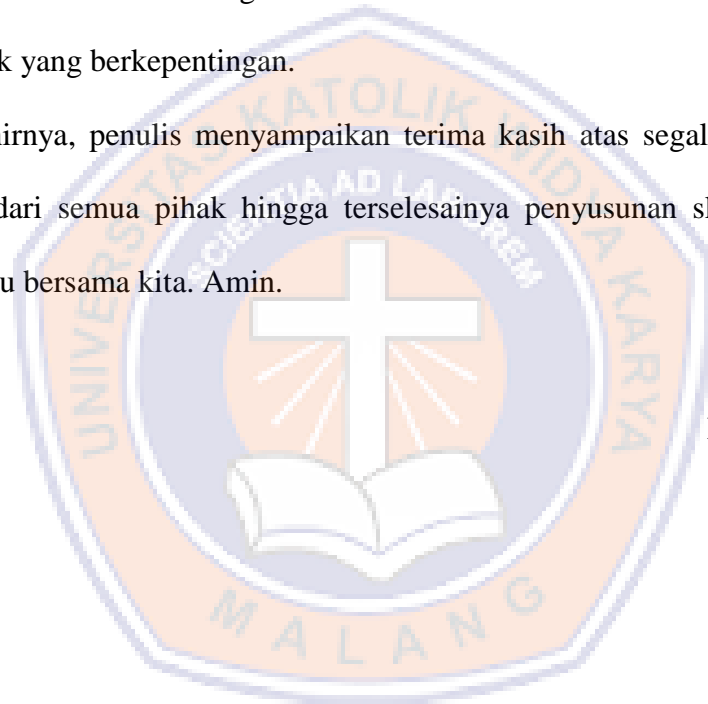 k yang berkepentingan.
irnya, penulis menyampaikan terima kasih atas segal
dari semua pihak hingga terselesainya penyusunan
u bersama kita. Amin.
UNIVERSITAS KATOLIK WIDYA KARYA
SCIENTIA AD LABOREM
MALANG